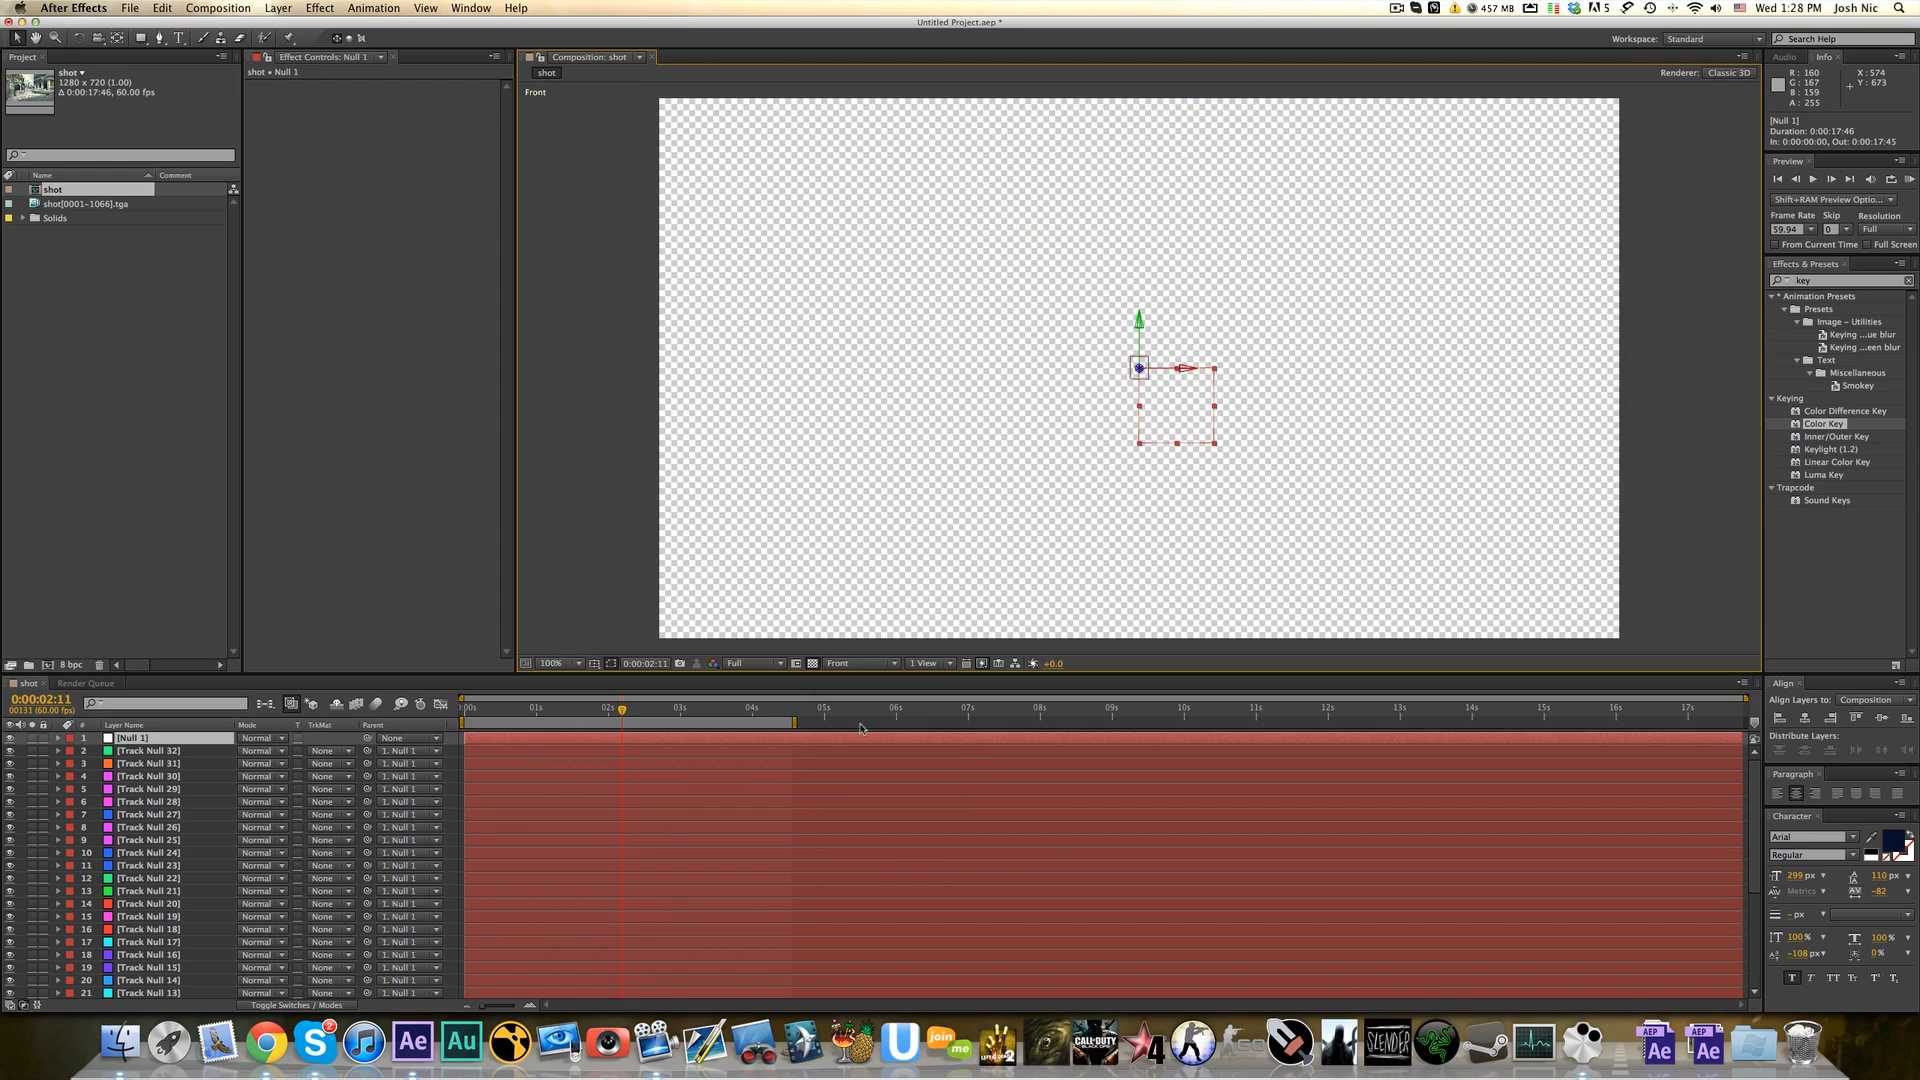 After Effects File Edit Composition Layer Effect Animation View Window Help
457 MB 5 Wed 1:28 PM Josh Nic
Untitled Project.aep *
Workspace: Standard Search Help
Project
shot
1280 x 720 (1.00)
Δ 0:00:17:46, 60.00 fps
Name Comment
shot
shot[0001-1066].tga
Solids
8 bpc
Effect Controls: Null 1
shot • Null 1
Composition: shot
shot
Renderer: Classic 3D
Front
100% 0:00:02:11 Full Front 1 View +0.0
Audio Info
R: 160
G: 167
B: 159
A: 255
X: 574
Y: 673
[Null 1]
Duration: 0:00:17:46
In: 0:00:00:00, Out: 0:00:17:45
Preview
Shift+RAM Preview Optio...
Frame Rate Skip Resolution
59.94 0 Full
From Current Time Full Screen
Effects & Presets
key
* Animation Presets
Presets
Image – Utilities
Keying ...ue blur
Keying ...een blur
Text
Miscellaneous
Smokey
Keying
Color Difference Key
Color Key
Inner/Outer Key
Keylight (1.2)
Linear Color Key
Luma Key
Trapcode
Sound Keys
Align
Align Layers to: Composition
Distribute Layers:
Paragraph
Character
Arial
Regular
299 px 110 px
Metrics -82
- px
100% 100%
-108 px 0%
shot Render Queue
0:00:02:11
00131 (60.00 fps)
:00s 01s 02s 03s 04s 05s 06s 07s 08s 09s 10s 11s 12s 13s 14s 15s 16s 17s
# Layer Name Mode T TrkMat Parent
1 [Null 1] Normal None
2 [Track Null 32] Normal None 1. Null 1
3 [Track Null 31] Normal None 1. Null 1
4 [Track Null 30] Normal None 1. Null 1
5 [Track Null 29] Normal None 1. Null 1
6 [Track Null 28] Normal None 1. Null 1
7 [Track Null 27] Normal None 1. Null 1
8 [Track Null 26] Normal None 1. Null 1
9 [Track Null 25] Normal None 1. Null 1
10 [Track Null 24] Normal None 1. Null 1
11 [Track Null 23] Normal None 1. Null 1
12 [Track Null 22] Normal None 1. Null 1
13 [Track Null 21] Normal None 1. Null 1
14 [Track Null 20] Normal None 1. Null 1
15 [Track Null 19] Normal None 1. Null 1
16 [Track Null 18] Normal None 1. Null 1
17 [Track Null 17] Normal None 1. Null 1
18 [Track Null 16] Normal None 1. Null 1
19 [Track Null 15] Normal None 1. Null 1
20 [Track Null 14] Normal None 1. Null 1
21 [Track Null 13] Normal None 1. Null 1
Toggle Switches / Modes
2
Ae Au U join me CALL OF DUTY 4 SLENDER AEP Ae AEP Ae